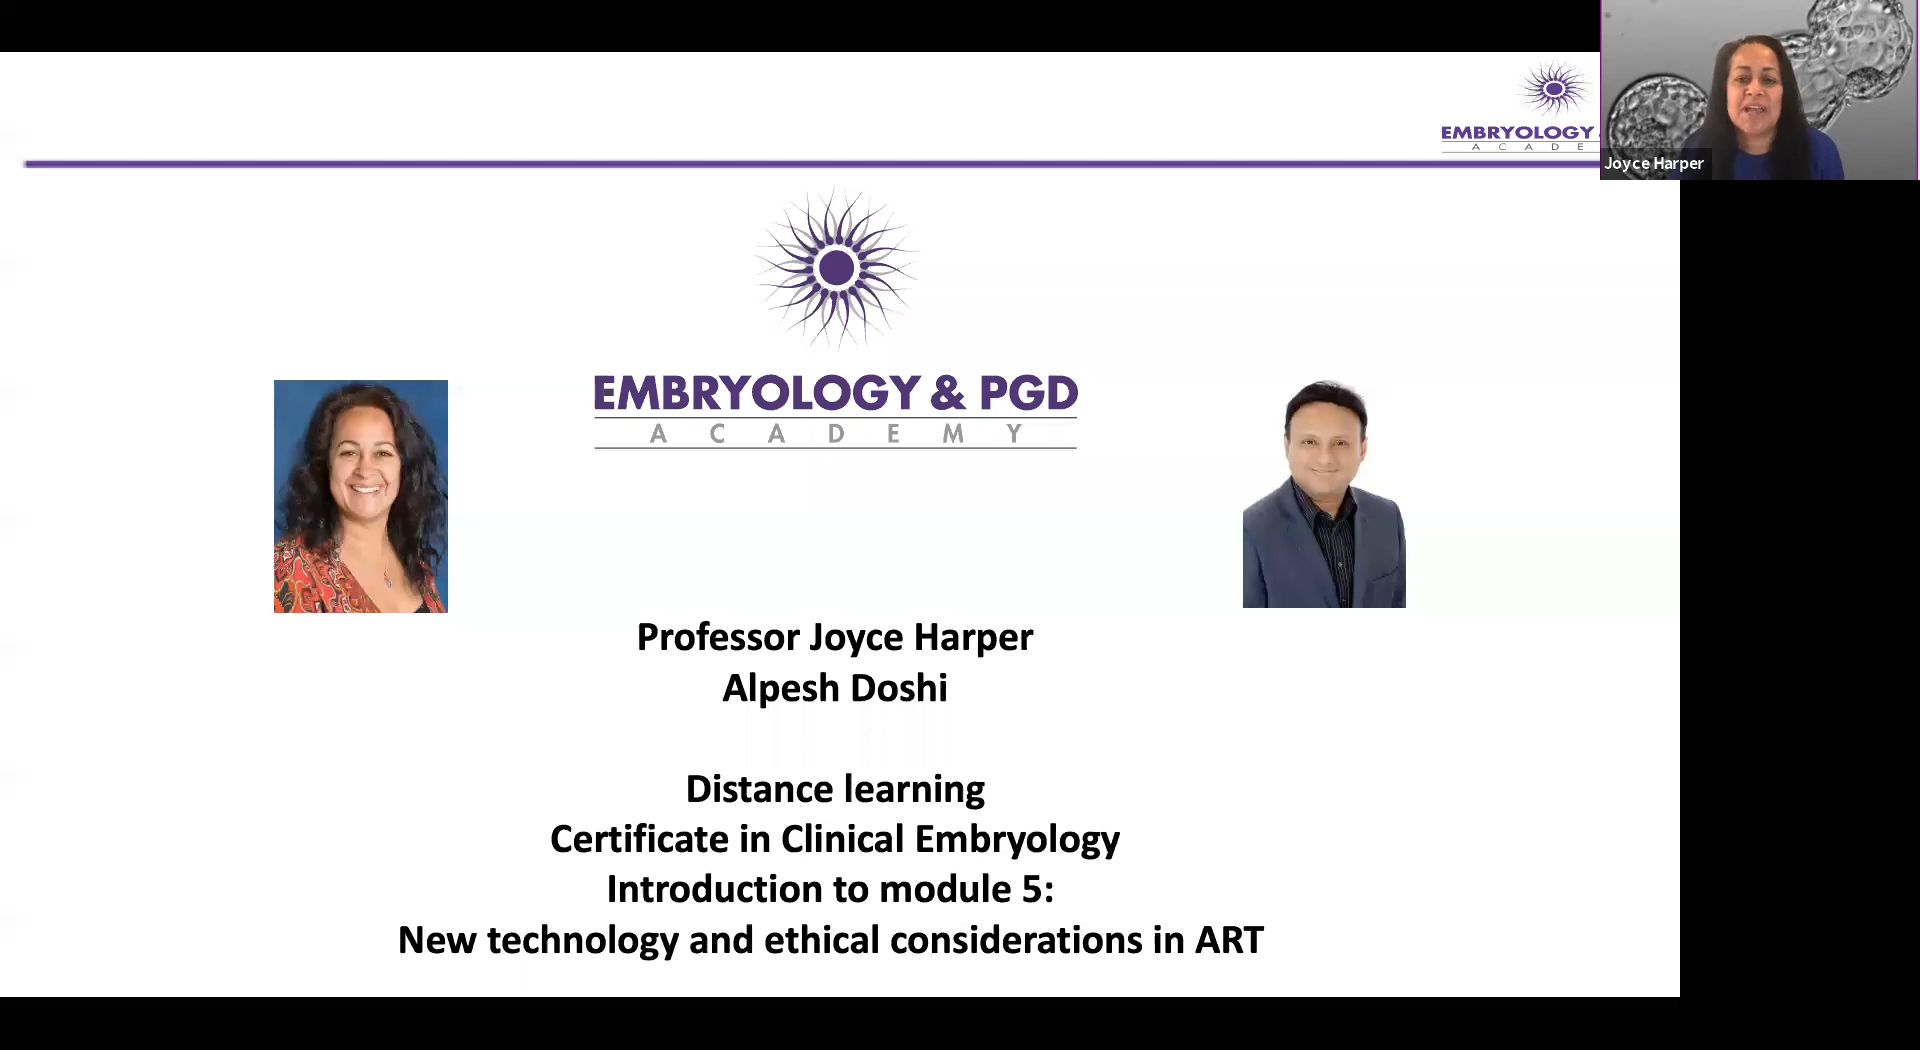 EMBRYOLOGY
A C A D E
Joyce Harper
EMBRYOLOGY & PGD
A C A D E M Y
Professor Joyce Harper
Alpesh Doshi
Distance learning
Certificate in Clinical Embryology
Introduction to module 5:
New technology and ethical considerations in ART